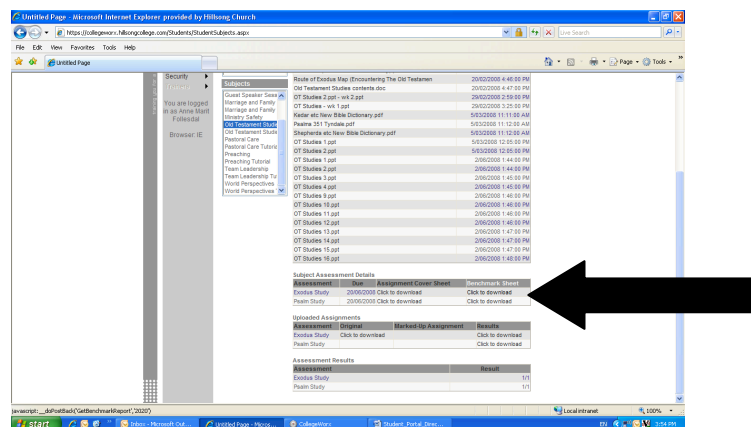 Untitled Page - Microsoft Internet Explorer provided by Hillsong Church
https://collegeworx.hillsongcollege.com/Students/StudentSubjects.aspx
Live Search
File Edit View Favorites Tools Help
Untitled Page
Page Tools
Security
You are logged in as Anne Marit Follesdal
Browser: IE
Subjects
Guest Speaker Sess
Marriage and Family
Marriage and Family
Ministry Safety
Old Testament Studie
Old Testament Studie
Pastoral Care
Pastoral Care Tutoria
Preaching
Preaching Tutorial
Team Leadership
Team Leadership Tu
World Perspectives
World Perspectives
Route of Exodus Map (Encountering The Old Testamen 20/02/2008 4:46:00 PM
Old Testament Studies contents.doc 20/02/2008 4:47:00 PM
OT Studies 2.ppt - wk 2.ppt 29/02/2008 2:59:00 PM
OT Studies - wk 1.ppt 29/02/2008 3:25:00 PM
Kedar etc New Bible Dictionary.pdf 5/03/2008 11:11:00 AM
Psalms 351 Tyndale.pdf 5/03/2008 11:12:00 AM
Shepherds etc New Bible Dictionary.pdf 5/03/2008 11:12:00 AM
OT Studies 1.ppt 5/03/2008 12:05:00 PM
OT Studies 2.ppt 5/03/2008 12:05:00 PM
OT Studies 1.ppt 2/06/2008 1:44:00 PM
OT Studies 2.ppt 2/06/2008 1:44:00 PM
OT Studies 3.ppt 2/06/2008 1:45:00 PM
OT Studies 4.ppt 2/06/2008 1:45:00 PM
OT Studies 9.ppt 2/06/2008 1:46:00 PM
OT Studies 10.ppt 2/06/2008 1:46:00 PM
OT Studies 11.ppt 2/06/2008 1:46:00 PM
OT Studies 12.ppt 2/06/2008 1:46:00 PM
OT Studies 13.ppt 2/06/2008 1:47:00 PM
OT Studies 14.ppt 2/06/2008 1:47:00 PM
OT Studies 15.ppt 2/06/2008 1:47:00 PM
OT Studies 16.ppt 2/06/2008 1:48:00 PM
Subject Assessment Details
Assessment Due Assignment Cover Sheet Benchmark Sheet
Exodus Study 20/06/2008 Click to download Click to download
Psalm Study 20/06/2008 Click to download Click to download
Uploaded Assignments
Assessment Original Marked-Up Assignment Results
Exodus Study Click to download Click to download
Psalm Study Click to download
Assessment Results
Assessment Result
Exodus Study 1/1
Psalm Study 1/1
javascript:__doPostBack('GetBenchmarkReport','2020') Local intranet 100%
start Inbox - Microsoft Out... Untitled Page - Micros... CollegeWorx Student_Portal_Direc... EN 3:54 PM